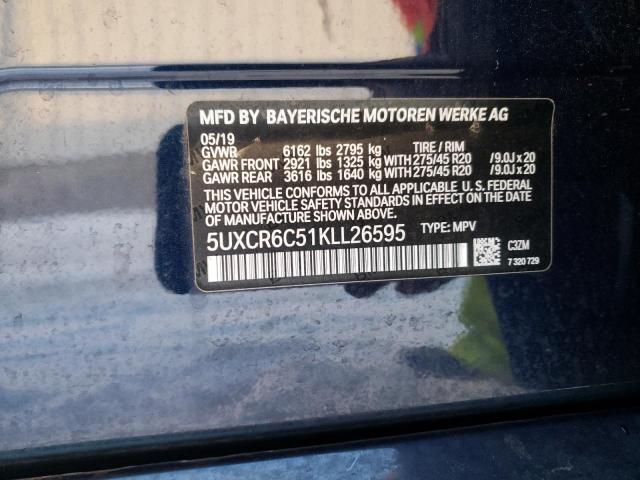 MFD BY BAYERISCHE MOTOREN WERKE AG
05/19
GVWR 6162 lbs 2795 kg TIRE / RIM
GAWR FRONT 2921 lbs 1325 kg WITH 275/45 R20 /9.0J x 20
GAWR REAR 3616 lbs 1640 kg WITH 275/45 R20 /9.0J x 20
THIS VEHICLE CONFORMS TO ALL APPLICABLE U. S. FEDERAL
MOTOR VEHICLE SAFETY STANDARDS IN EFFECT ON THE
DATE OF MANUFACTURE SHOWN ABOVE.
5UXCR6C51KLL26595 TYPE: MPV
C3ZM
7 320 729